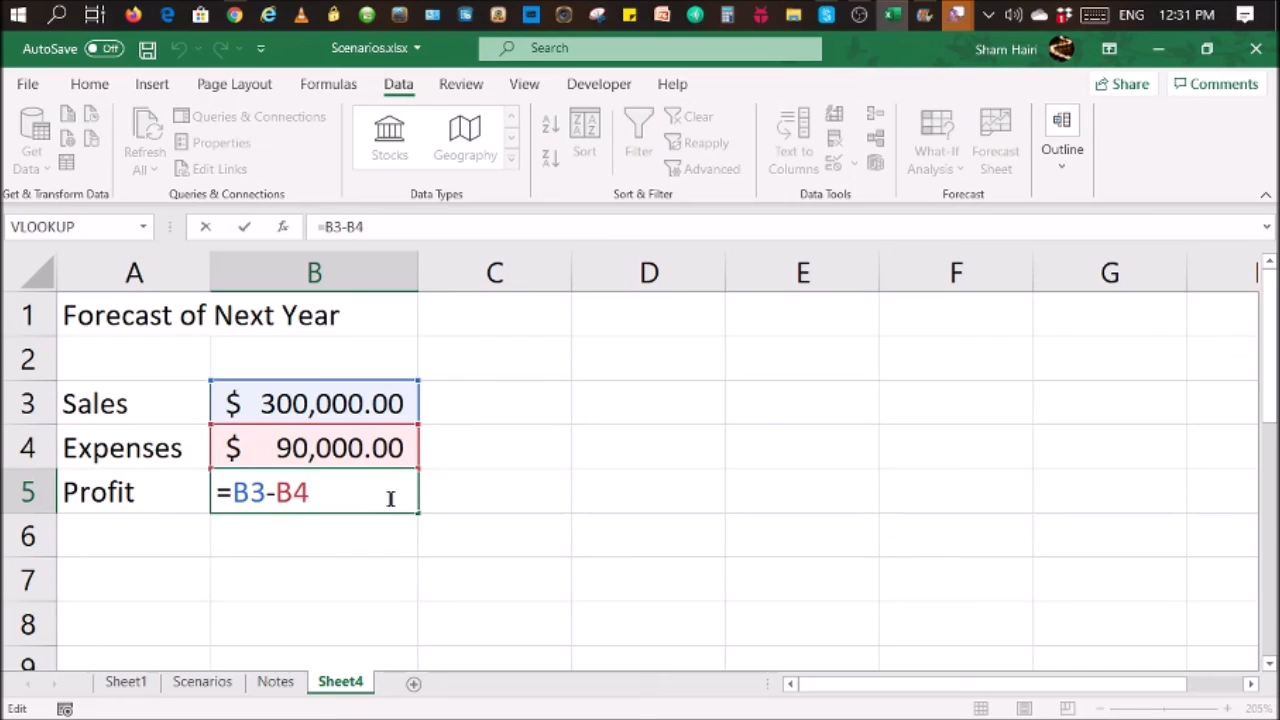 ENG 12:31 PM
AutoSave Off Scenarios.xlsx Search Sham Hairi
File Home Insert Page Layout Formulas Data Review View Developer Help Share Comments
Get Data
Refresh All
Queries & Connections
Properties
Edit Links
Stocks Geography
Sort
Filter
Clear
Reapply
Advanced
Text to Columns
What-If Analysis
Forecast Sheet
Outline
Get & Transform Data Queries & Connections Data Types Sort & Filter Data Tools Forecast
VLOOKUP fx =B3-B4
A B C D E F G
1 Forecast of Next Year
2
3 Sales $ 300,000.00
4 Expenses $ 90,000.00
5 Profit =B3-B4
6
7
8
9
Sheet1 Scenarios Notes Sheet4
Edit 205%